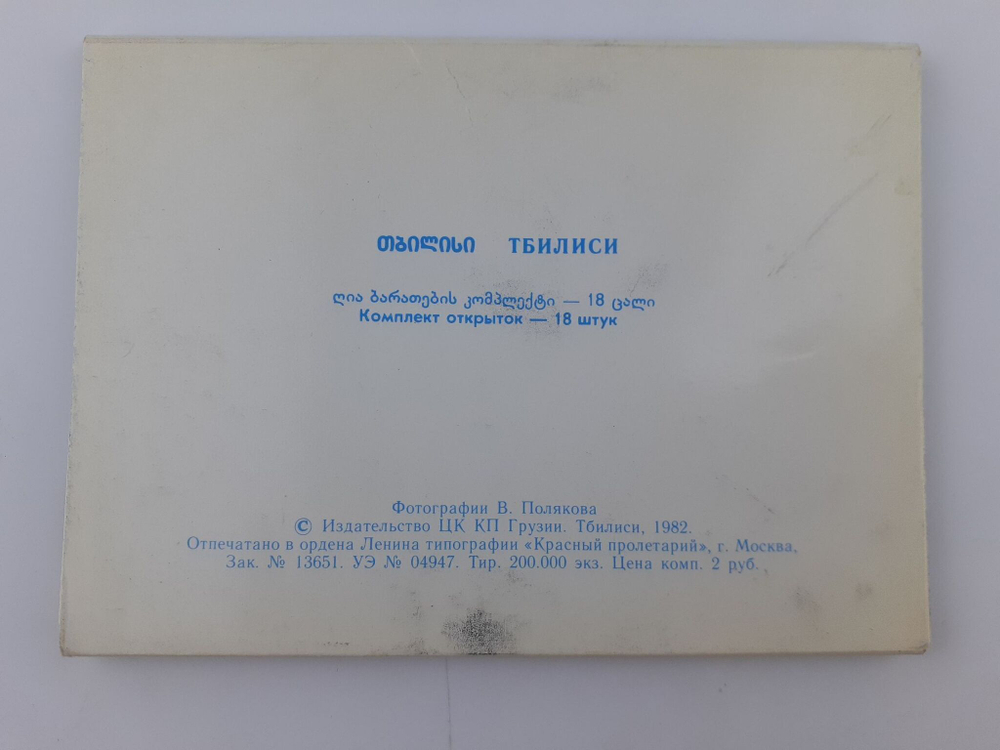 თბილისი ТБИЛИСИ
ღია ბარათების კომპლექტი — 18 ცალი
Комплект открыток — 18 штук
Фотографии В. Полякова
© Издательство ЦК КП Грузии. Тбилиси, 1982.
Отпечатано в ордена Ленина типографии «Красный пролетарий», г. Москва.
Зак. № 13651. УЭ № 04947. Тир. 200.000 экз. Цена комп. 2 руб.